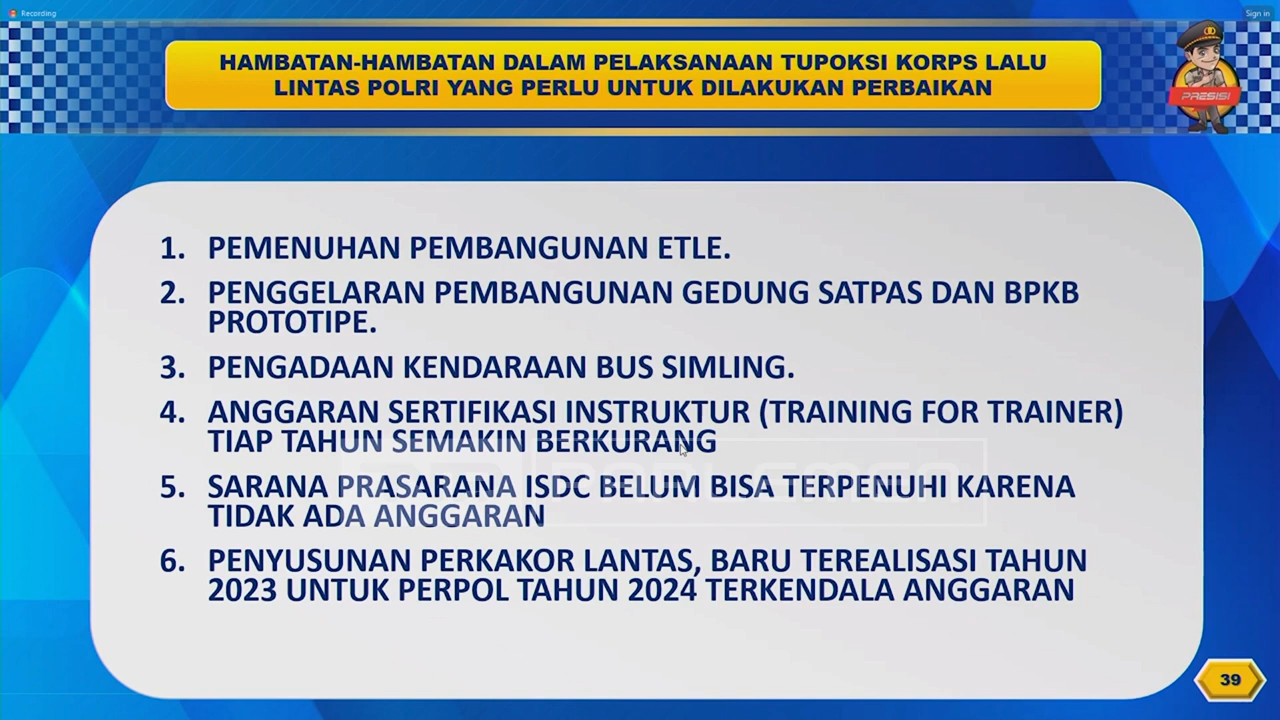 Recording
Sign in
HAMBATAN-HAMBATAN DALAM PELAKSANAAN TUPOKSI KORPS LALU
LINTAS POLRI YANG PERLU UNTUK DILAKUKAN PERBAIKAN
PRESISI
1. PEMENUHAN PEMBANGUNAN ETLE.
2. PENGGELARAN PEMBANGUNAN GEDUNG SATPAS DAN BPKB
PROTOTIPE.
3. PENGADAAN KENDARAAN BUS SIMLING.
4. ANGGARAN SERTIFIKASI INSTRUKTUR (TRAINING FOR TRAINER)
TIAP TAHUN SEMAKIN BERKURANG
5. SARANA PRASARANA ISDC BELUM BISA TERPENUHI KARENA
TIDAK ADA ANGGARAN
6. PENYUSUNAN PERKAKOR LANTAS, BARU TEREALISASI TAHUN
2023 UNTUK PERPOL TAHUN 2024 TERKENDALA ANGGARAN
39